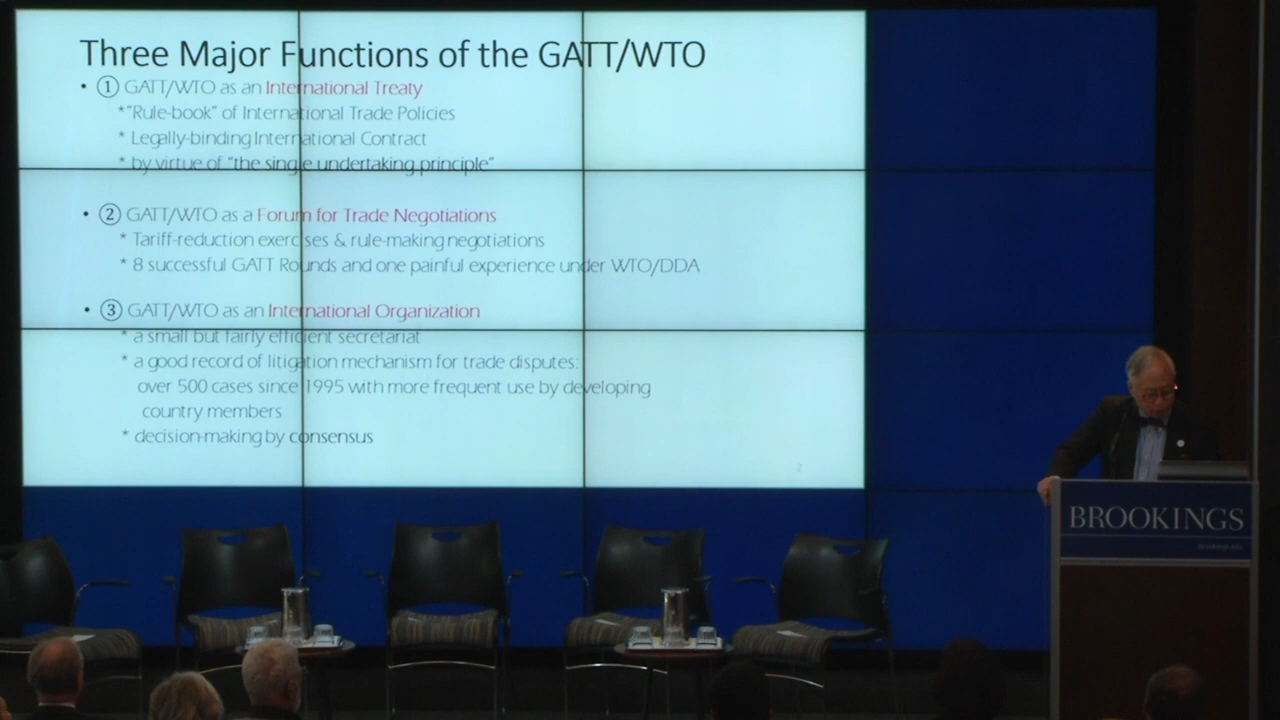 Three Major Functions of the GATT/WTO
• ① GATT/WTO as an International Treaty
*"Rule-book" of International Trade Policies
* Legally-binding International Contract
* by virtue of "the single undertaking principle"
• ② GATT/WTO as a Forum for Trade Negotiations
* Tariff-reduction exercises & rule-making negotiations
* 8 successful GATT Rounds and one painful experience under WTO/DDA
• ③ GATT/WTO as an International Organization
* a small but fairly efficient secretariat
* a good record of litigation mechanism for trade disputes:
over 500 cases since 1995 with more frequent use by developing
country members
* decision-making by consensus
2
BROOKINGS